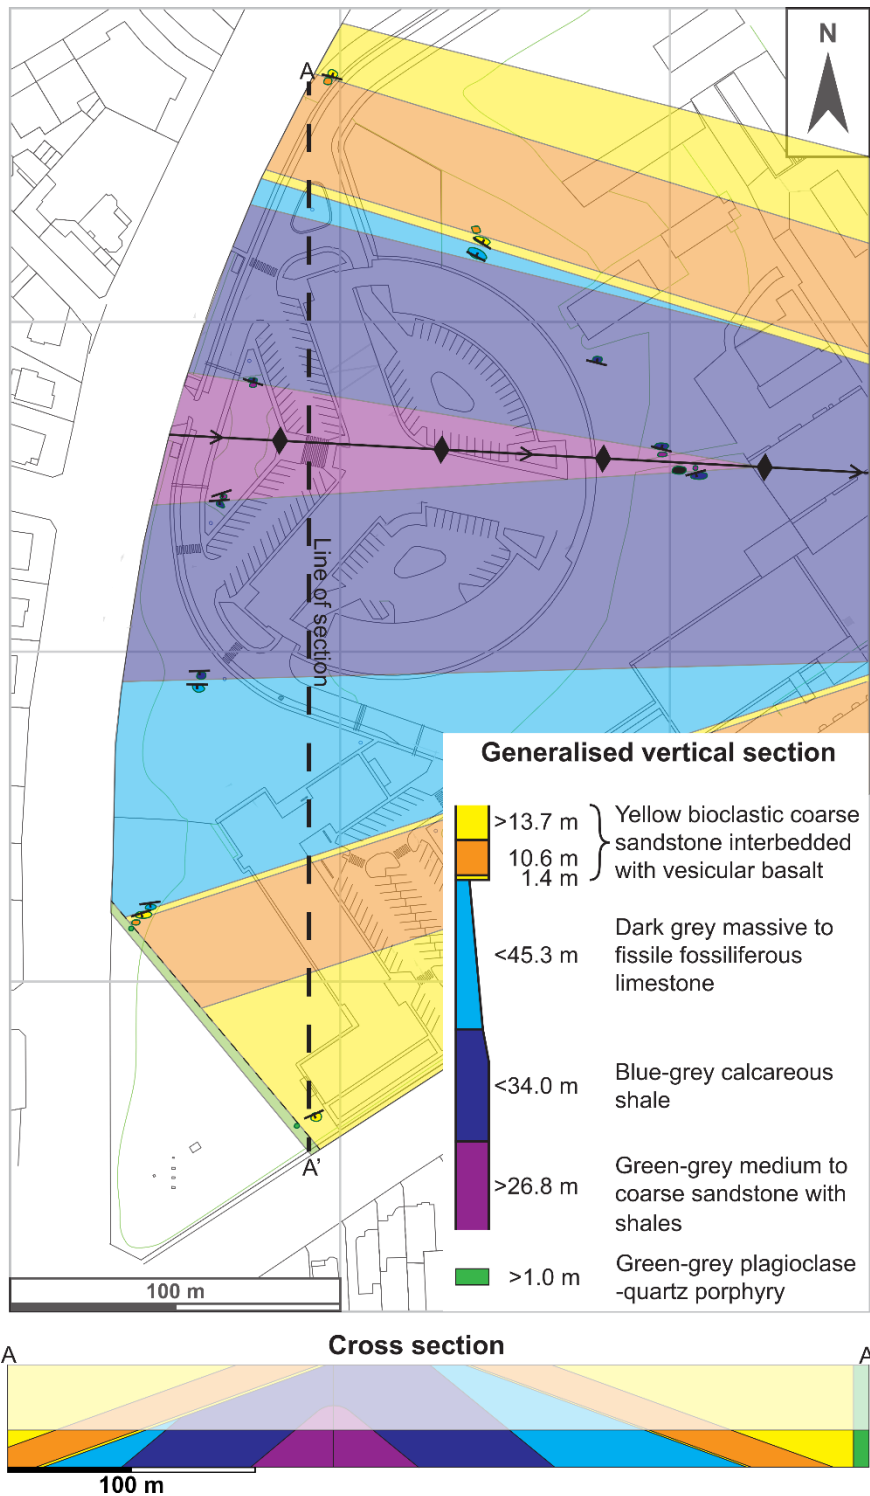 N
A
Line of section
A'
Generalised vertical section
>13.7 m
10.6 m
1.4 m
Yellow bioclastic coarse
sandstone interbedded
with vesicular basalt
<45.3 m
Dark grey massive to
fissile fossiliferous
limestone
<34.0 m
Blue-grey calcareous
shale
>26.8 m
Green-grey medium to
coarse sandstone with
shales
>1.0 m
Green-grey plagioclase
-quartz porphyry
100 m
Cross section
A
A
100 m